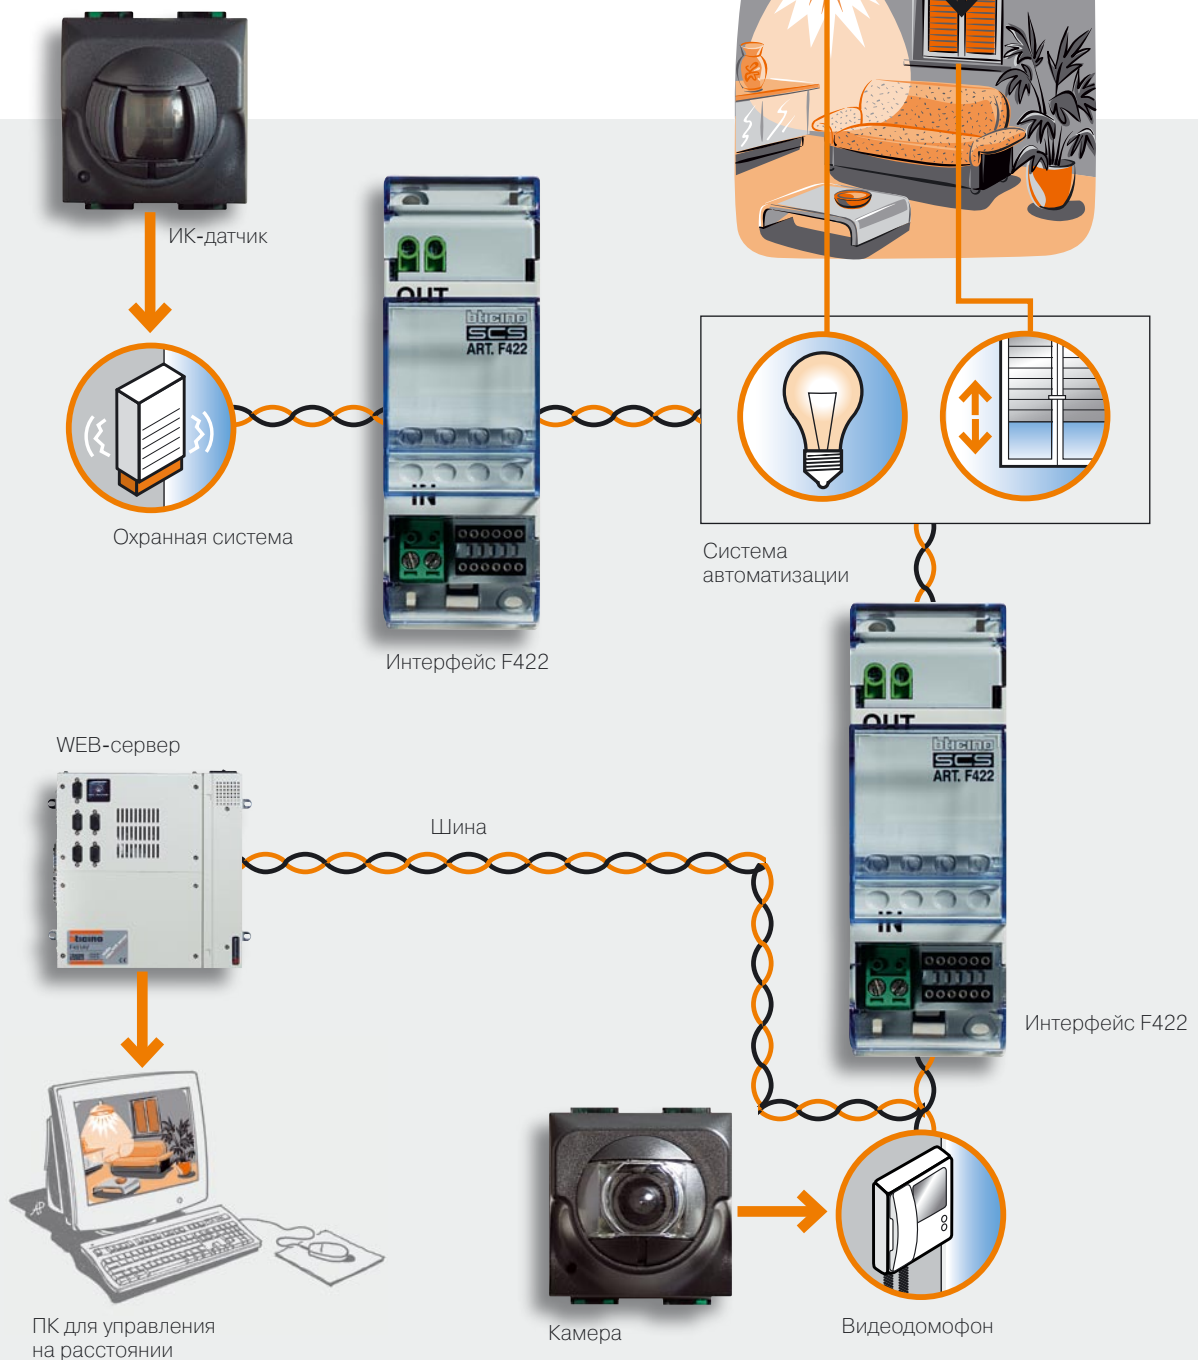 ИК-датчик
OUT
bticino
SCS
ART. F422
IN
Охранная система
Интерфейс F422
Система
автоматизации
OUT
bticino
SCS
ART. F422
IN
Интерфейс F422
WEB-сервер
Шина
bticino
ПК для управления
на расстоянии
Камера
Видеодомофон